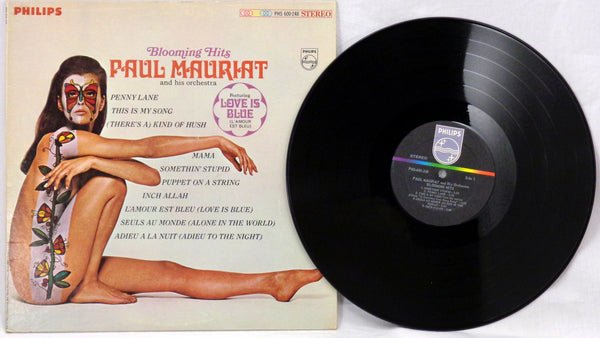 PHILIPS
PHS 600-248 STEREO
PHILIPS
Blooming Hits
PAUL MAURIAT
and his orchestra
Featuring
LOVE IS
BLUE
(L'AMOUR
EST BLEU)
PENNY LANE
THIS IS MY SONG
(THERE'S A) KIND OF HUSH
MAMA
SOMETHIN' STUPID
PUPPET ON A STRING
INCH ALLAH
L'AMOUR EST BLEU (LOVE IS BLUE)
SEULS AU MONDE (ALONE IN THE WORLD)
ADIEU A LA NUIT (ADIEU TO THE NIGHT)
PHILIPS
STEREO
PAUL MAURIAT and His Orchestra
BLOOMING HITS